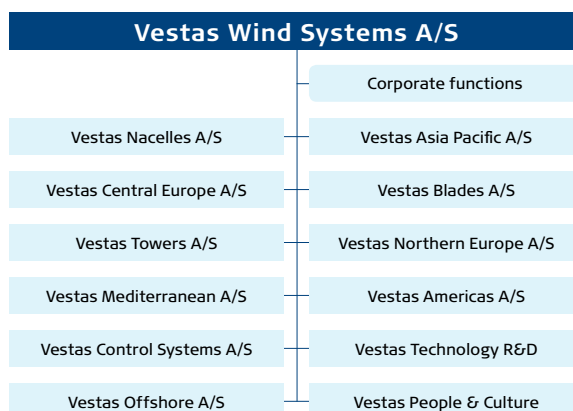 Vestas Wind Systems A/S
Corporate functions
Vestas Nacelles A/S
Vestas Asia Pacific A/S
Vestas Central Europe A/S
Vestas Blades A/S
Vestas Towers A/S
Vestas Northern Europe A/S
Vestas Mediterranean A/S
Vestas Americas A/S
Vestas Control Systems A/S
Vestas Technology R&D
Vestas Offshore A/S
Vestas People & Culture